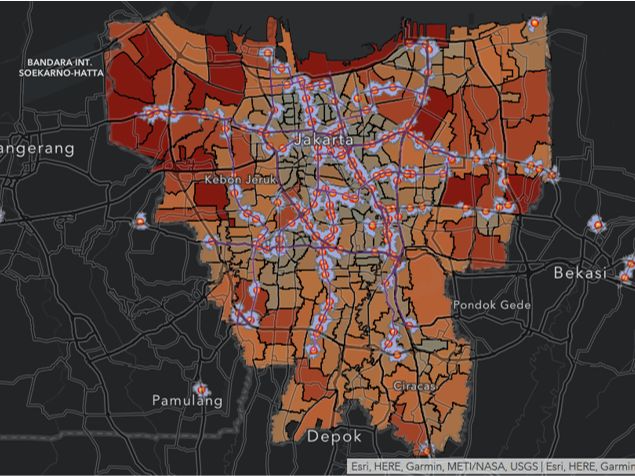 BANDARA INT.
SOEKARNO-HATTA
Jakarta
angerang
Kebon Jeruk
Bekasi
Pondok Gede
Ciracas
Pamulang
Depok
Esri, HERE, Garmin, METI/NASA, USGS | Esri, HERE, Garmin